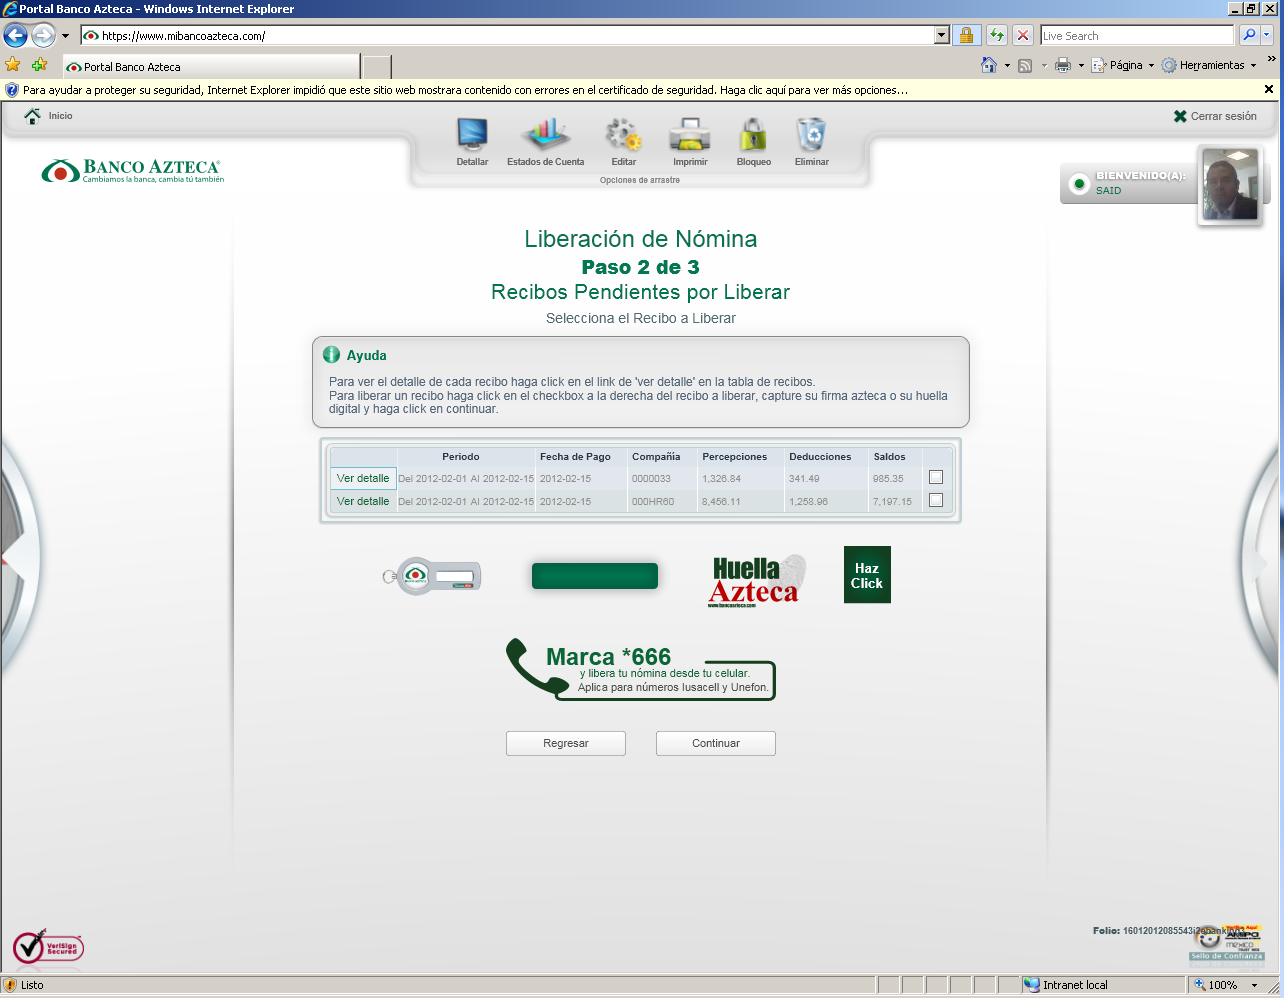 Portal Banco Azteca - Windows Internet Explorer
https://www.mibancoazteca.com/
Live Search
Portal Banco Azteca
Página
Herramientas
Para ayudar a proteger su seguridad, Internet Explorer impidió que este sitio web mostrara contenido con errores en el certificado de seguridad. Haga clic aquí para ver más opciones...
Inicio
Cerrar sesión
Detallar Estados de Cuenta Editar Imprimir Bloqueo Eliminar
Opciones de arrastre
BANCO AZTECA
Cambiamos la banca, cambia tú también
BIENVENIDO(A):
SAID
Liberación de Nómina
Paso 2 de 3
Recibos Pendientes por Liberar
Selecciona el Recibo a Liberar
Ayuda
Para ver el detalle de cada recibo haga click en el link de 'ver detalle' en la tabla de recibos.
Para liberar un recibo haga click en el checkbox a la derecha del recibo a liberar, capture su firma azteca o su huella
digital y haga click en continuar.
Periodo Fecha de Pago Compañía Percepciones Deducciones Saldos
Ver detalle Del 2012-02-01 Al 2012-02-15 2012-02-15 0000033 1,326.84 341.49 985.35
Ver detalle Del 2012-02-01 Al 2012-02-15 2012-02-15 000HR60 8,456.11 1,258.96 7,197.15
Huella
Azteca
www.bancoazteca.com
Haz
Click
Marca *666
y libera tu nómina desde tu celular.
Aplica para números Iusacell y Unefon.
Regresar
Continuar
VeriSign
Secured
Folio:
AMIPCI
mexico
Sello de Confianza
Listo
Intranet local
100%